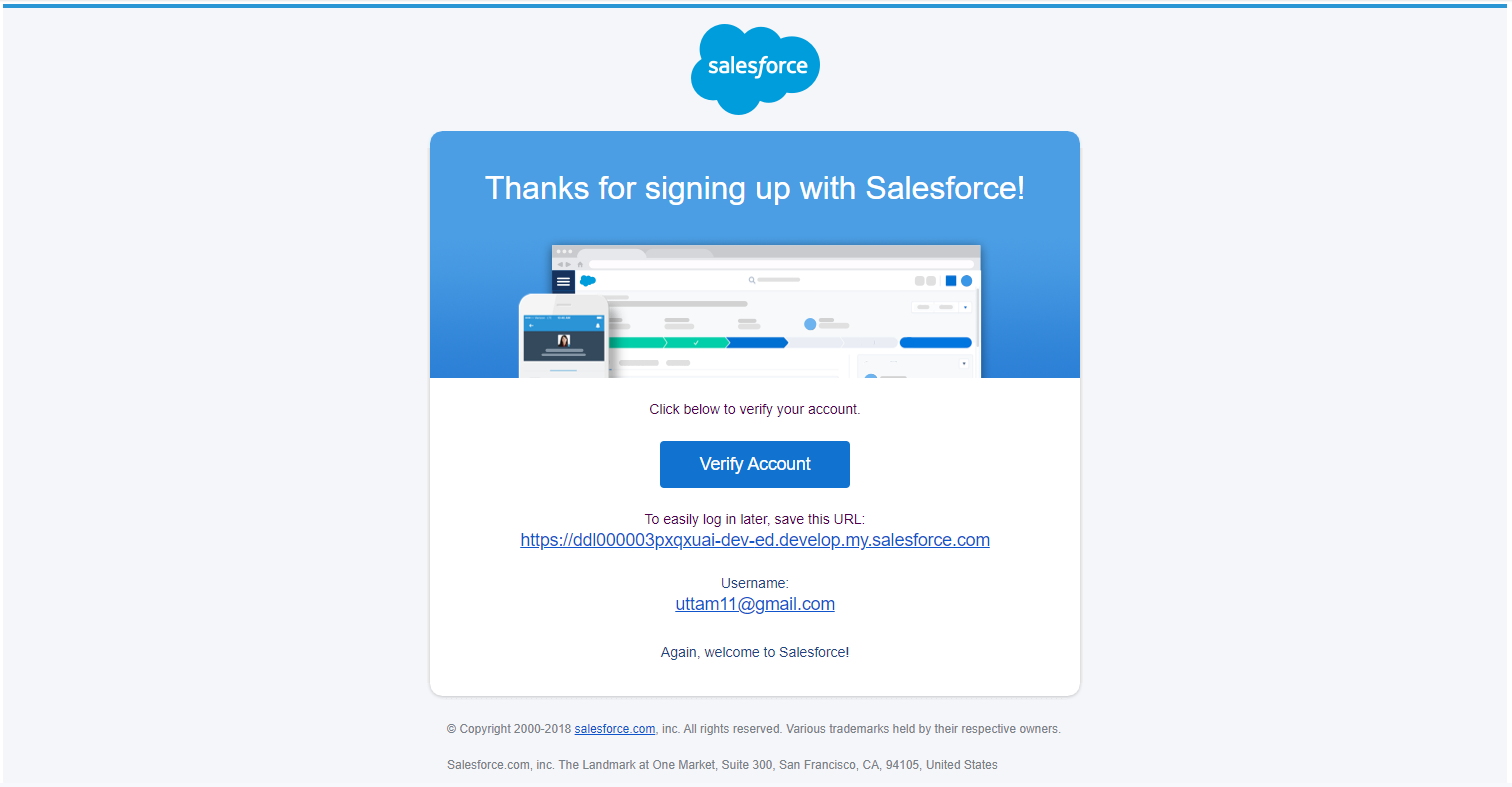 salesforce
Thanks for signing up with Salesforce!
Click below to verify your account.
Verify Account
To easily log in later, save this URL:
https://ddl000003pxqxuai-dev-ed.develop.my.salesforce.com
Username:
uttam11@gmail.com
Again, welcome to Salesforce!
© Copyright 2000-2018 salesforce.com, inc. All rights reserved. Various trademarks held by their respective owners.
Salesforce.com, inc. The Landmark at One Market, Suite 300, San Francisco, CA, 94105, United States